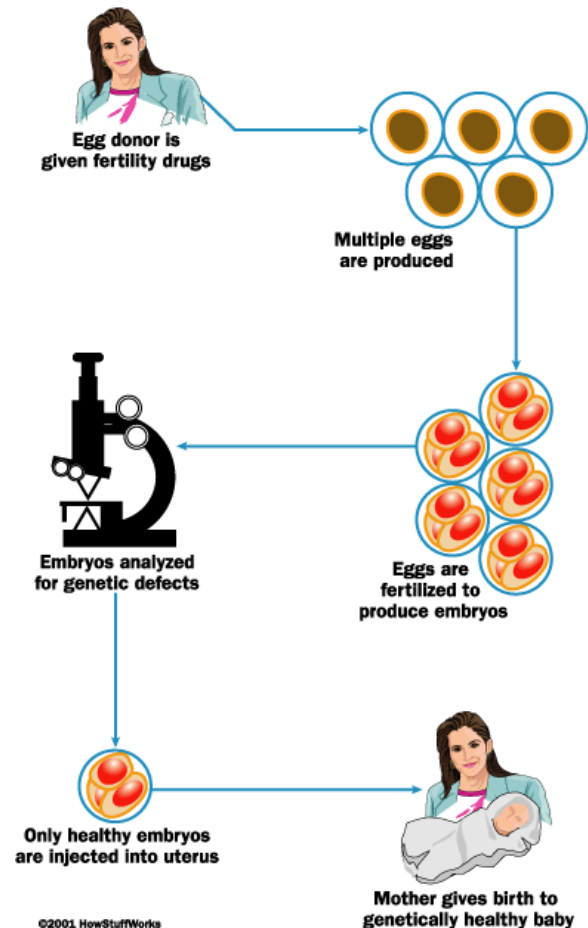 Egg donor is
given fertility drugs
Multiple eggs
are produced
Eggs are
fertilized to
produce embryos
Embryos analyzed
for genetic defects
Only healthy embryos
are injected into uterus
Mother gives birth to
genetically healthy baby
©2001 HowStuffWorks